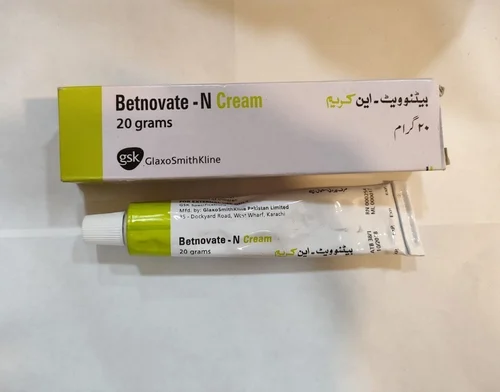 Betnovate - N Cream
بیٹنوویٹ - این کریم
20 grams
۲۰ گرام
gsk GlaxoSmithKline
Mfd. by: GlaxoSmithKline Pakistan Limited
35 - Dockyard Road, West Wharf, Karachi
Betnovate - N Cream
20 grams
بیٹنوویٹ - این کریم